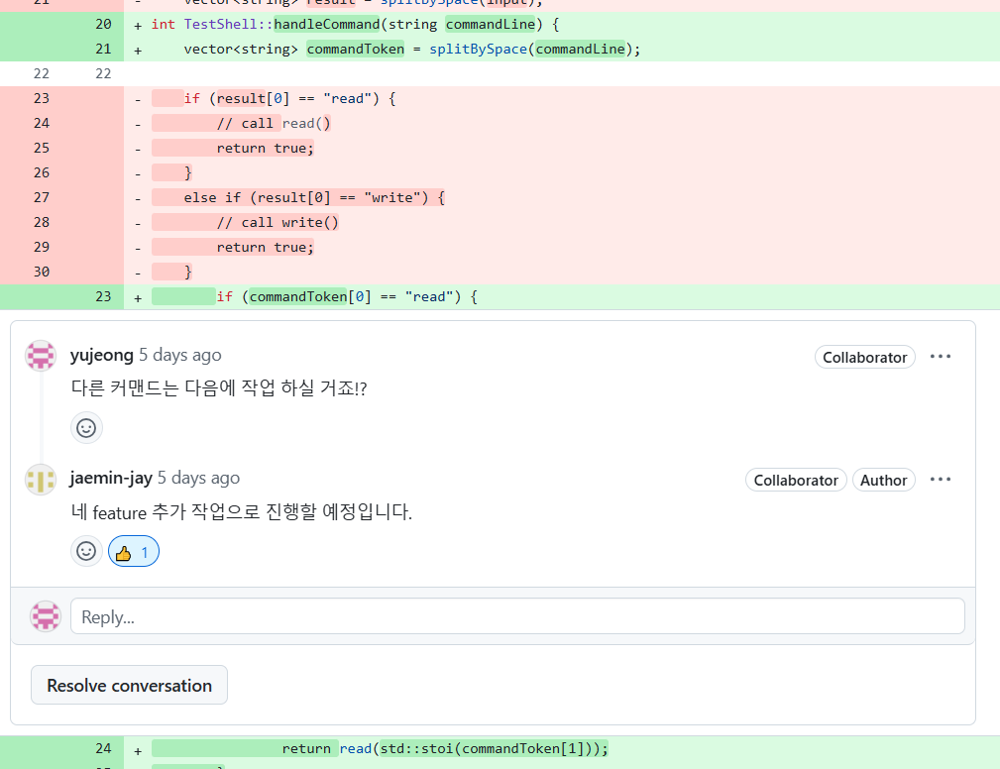 21 - vector<string> result = splitBySpace(input);
20 + int TestShell::handleCommand(string commandLine) {
21 + vector<string> commandToken = splitBySpace(commandLine);
22 22
23 - if (result[0] == "read") {
24 - // call read()
25 - return true;
26 - }
27 - else if (result[0] == "write") {
28 - // call write()
29 - return true;
30 - }
23 + if (commandToken[0] == "read") {
yujeong 5 days ago Collaborator
다른 커맨드는 다음에 작업 하실 거죠!?
jaemin-jay 5 days ago Collaborator Author
네 feature 추가 작업으로 진행할 예정입니다.
👍 1
Reply...
Resolve conversation
24 + return read(std::stoi(commandToken[1]));